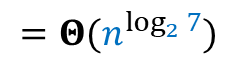 = Θ(n^log₂ 7)